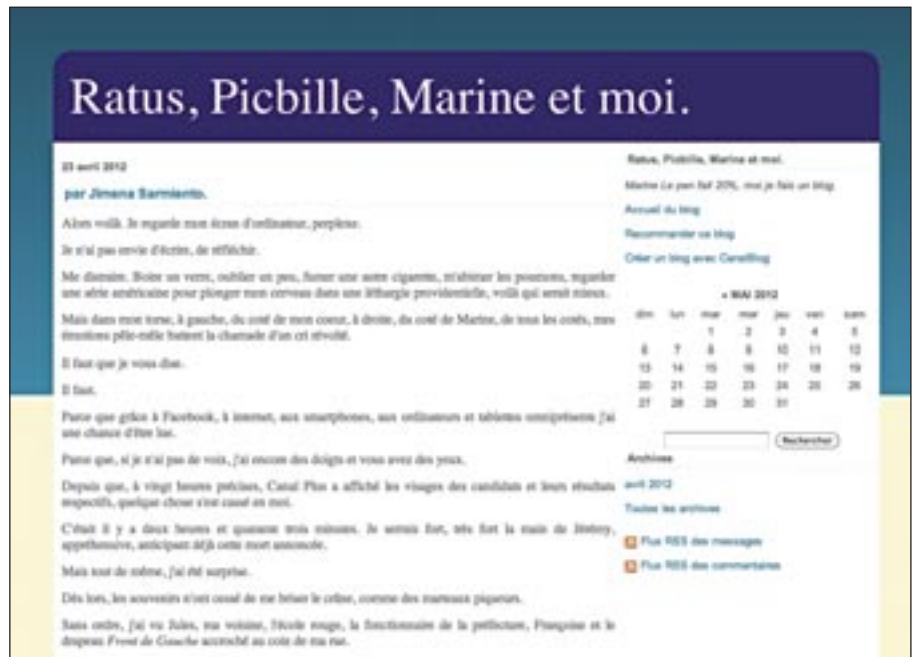 Ratus, Picbille, Marine et moi.
23 avril 2012
par Jimena Sarmiento.
Alors voilà. Je regarde mon écran d'ordinateur, perplexe.
Je n'ai pas envie d'écrire, de réfléchir.
Me distraire. Boire un verre, oublier un peu, fumer une autre cigarette, m'abîmer les poumons, regarder
une série américaine pour plonger mon cerveau dans une léthargie providentielle, voilà qui serait mieux.
Mais dans mon torse, à gauche, du coté de mon coeur, à droite, du coté de Marine, de tous les cotés, mes
émotions pêle-mêle battent la chamade d'un cri révolté.
Il faut que je vous dise.
Il faut.
Parce que grâce à Facebook, à internet, aux smartphones, aux ordinateurs et tablettes omniprésents j'ai
une chance d'être lue.
Parce que, si je n'ai pas de voix, j'ai encore des doigts et vous avez des yeux.
Depuis que, à vingt heures précises, Canal Plus a affiché les visages des candidats et leurs résultats
respectifs, quelque chose s'est cassé en moi.
C'était il y a deux heures et quarante trois minutes. Je serrais fort, très fort la main de Jérémy,
appréhensive, anticipant déjà cette mort annoncée.
Mais tout de même, j'ai été surprise.
Dès lors, les souvenirs n'ont cessé de me briser le crâne, comme des marteaux piqueurs.
Sans ordre, j'ai vu Jules, ma voisine, l'école rouge, la fonctionnaire de la préfecture, Françoise et le
drapeau Front de Gauche accroché au coin de ma rue.
Ratus, Picbille, Marine et moi.
Marine Le pen fait 20%, moi je fais un blog.
Accueil du blog
Recommander ce blog
Créer un blog avec CanalBlog
« MAI 2012
dim lun mar mer jeu ven sam
1 2 3 4 5
6 7 8 9 10 11 12
13 14 15 16 17 18 19
20 21 22 23 24 25 26
27 28 29 30 31
Rechercher
Archives
avril 2012
Toutes les archives
Flux RSS des messages
Flux RSS des commentaires